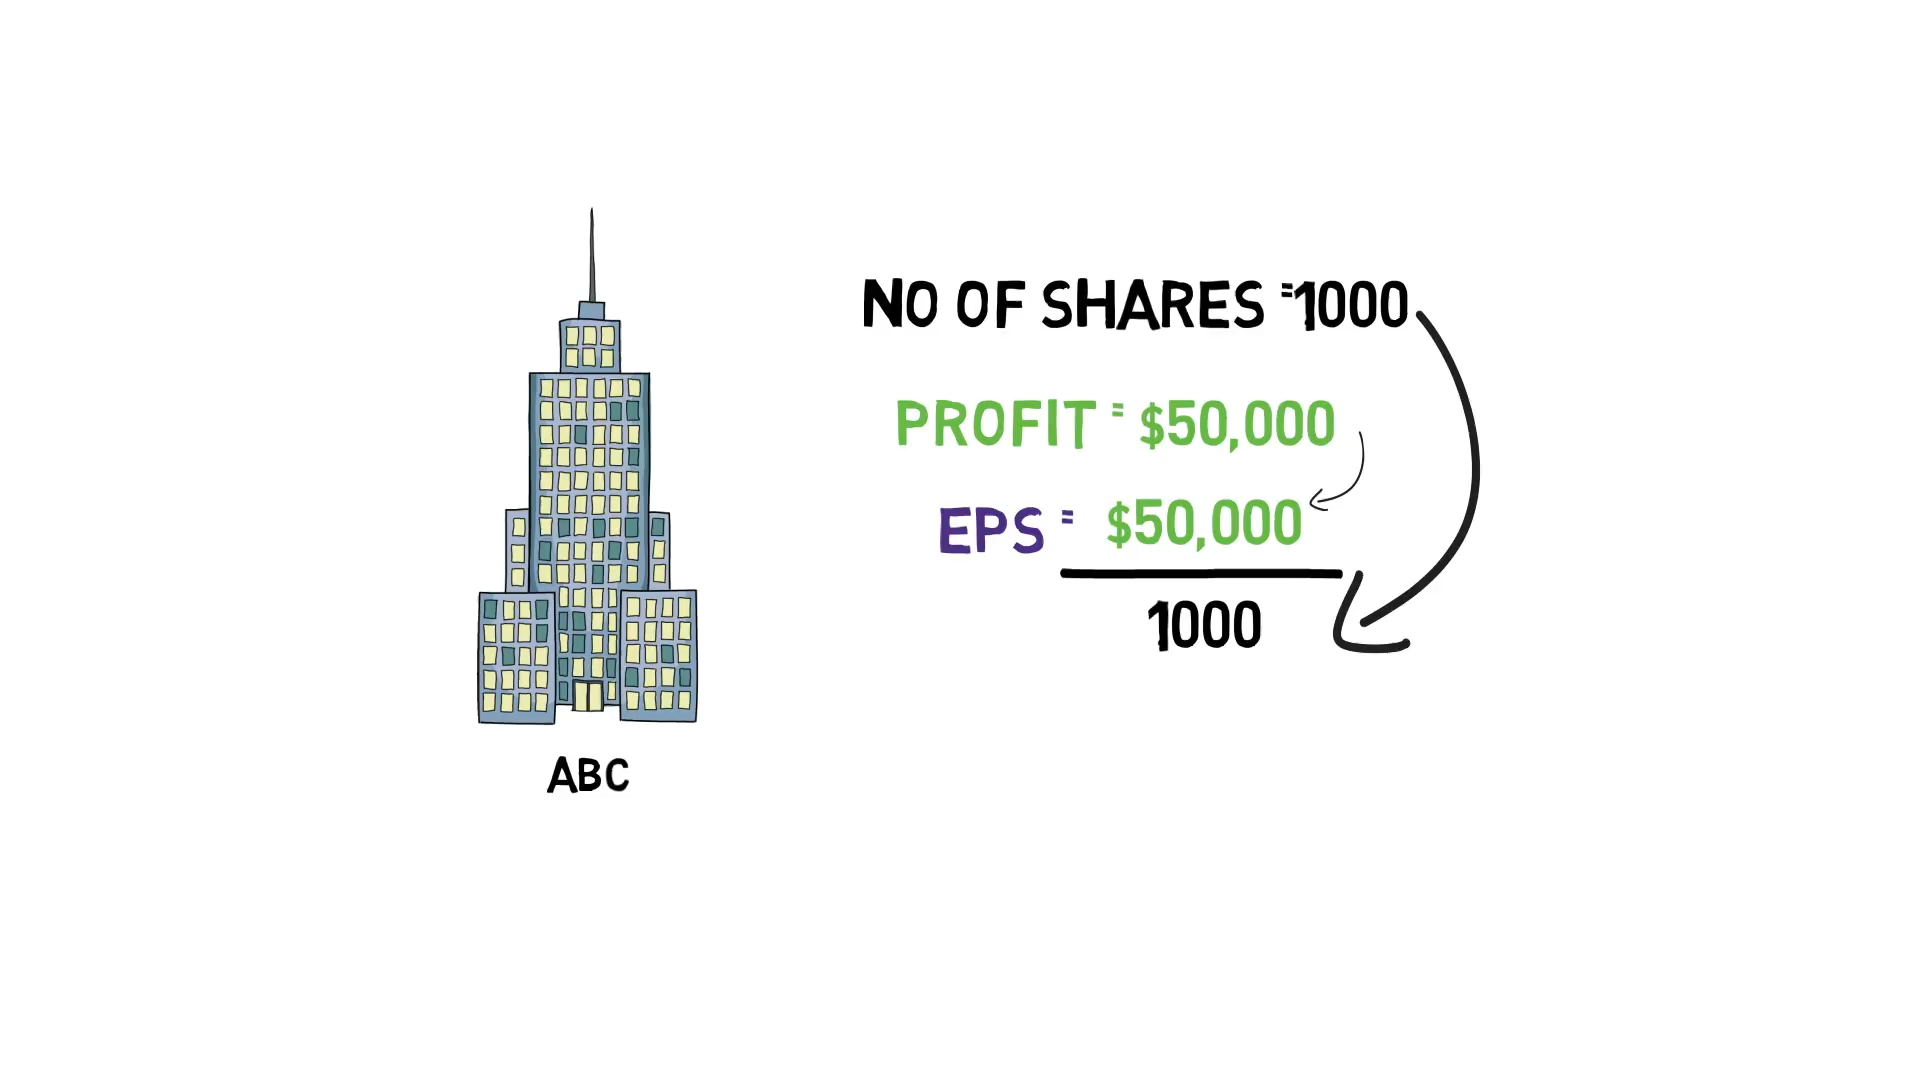 NO OF SHARES =1000
PROFIT = $50,000
EPS = $50,000
1000
ABC